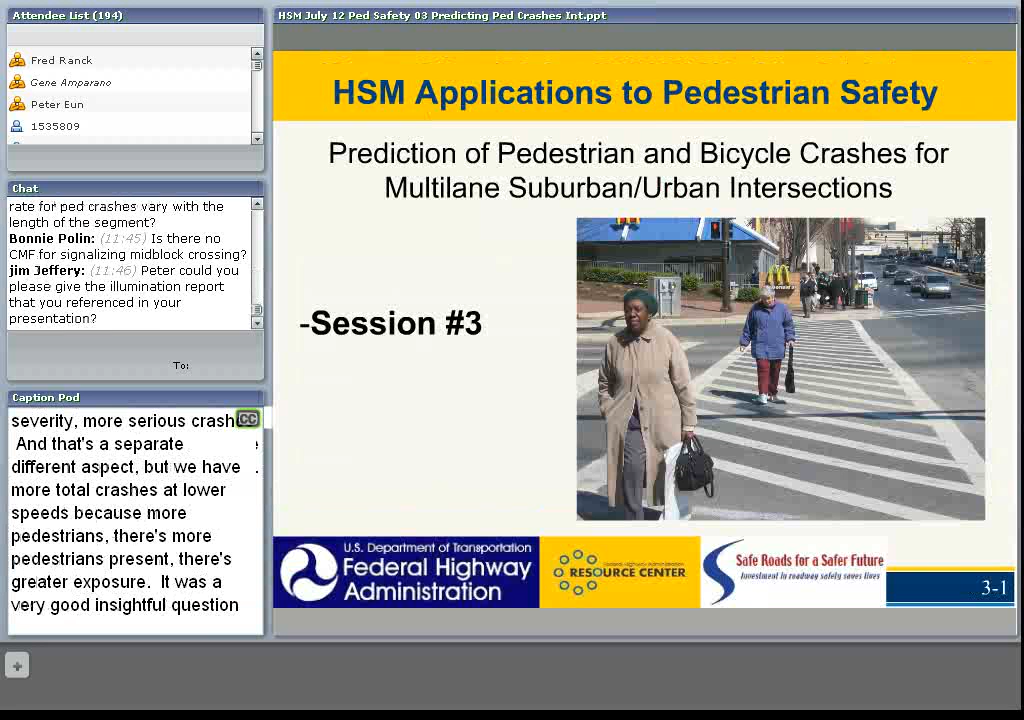 Attendee List (194)
Fred Ranck
Gene Amparano
Peter Eun
1535809
Chat
rate for ped crashes vary with the
length of the segment?
Bonnie Polin: (11:45) Is there no
CMF for signalizing midblock crossing?
jim Jeffery: (11:46) Peter could you
please give the illumination report
that you referenced in your
presentation?
To:
Caption Pod
severity, more serious crash
CC
And that's a separate
different aspect, but we have .
more total crashes at lower
speeds because more
pedestrians, there's more
pedestrians present, there's
greater exposure. It was a
very good insightful question
HSM July 12 Ped Safety 03 Predicting Ped Crashes Int.ppt
HSM Applications to Pedestrian Safety
Prediction of Pedestrian and Bicycle Crashes for
Multilane Suburban/Urban Intersections
-Session #3
McDonald's
U.S. Department of Transportation
Federal Highway
Administration
Federal Highway Administration
RESOURCE CENTER
Safe Roads for a Safer Future
Investment in roadway safety saves lives
3-1